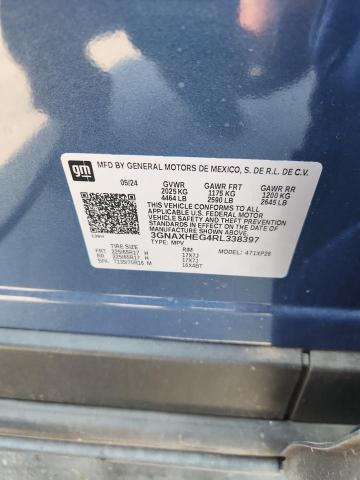 gm
MFD BY GENERAL MOTORS DE MEXICO, S. DE R.L. DE C.V.
05/24 GVWR GAWR FRT GAWR RR
2025 KG 1175 KG 1200 KG
4464 LB 2590 LB 2645 LB
THIS VEHICLE CONFORMS TO ALL
APPLICABLE U.S. FEDERAL MOTOR
VEHICLE SAFETY, BUMPER, AND THEFT PREVENTION
STANDARDS IN EFFECT ON THE DATE OF MANUFACTURE SHOWN ABOVE.
3GNAXHEG4RL338397
TYPE: MPV MODEL: 471XP26
TIRE SIZE RIM
FRT 225/65R17 H 17X7J
RR 225/65R17 H 17X7J
SPA T135/70R16 M 16X4BT